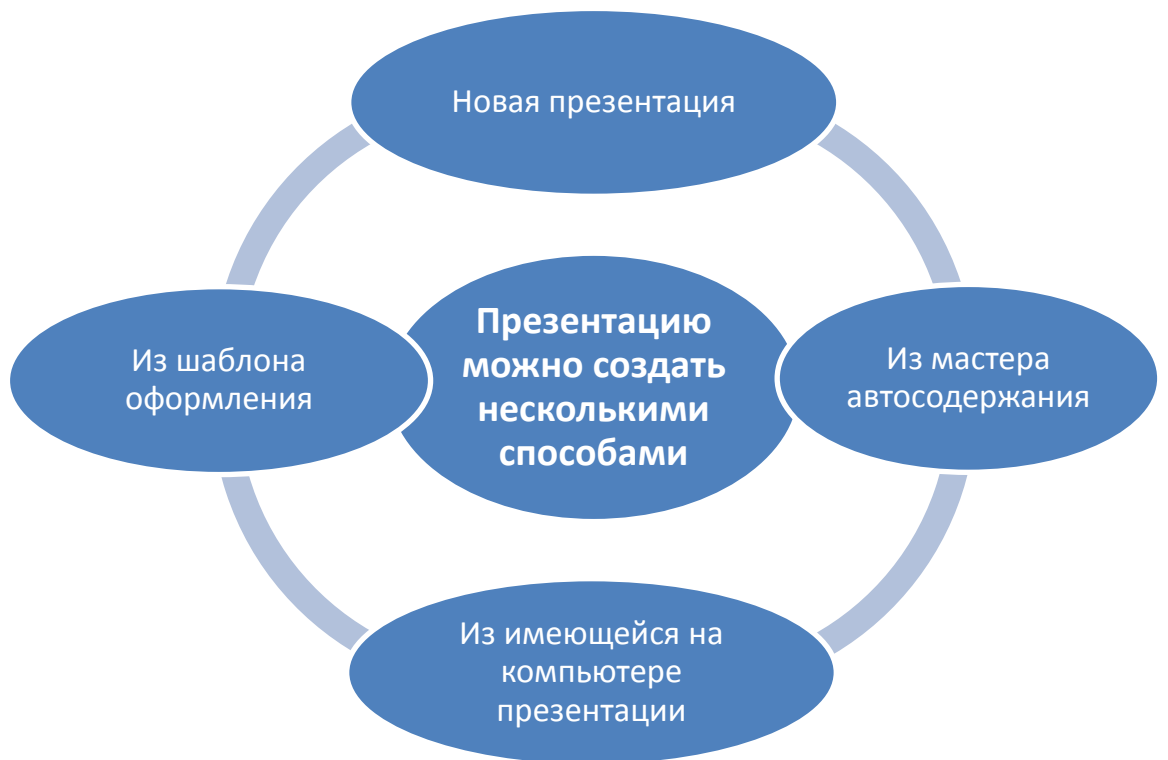 Новая презентация
Из шаблона
оформления
Презентацию
можно создать
несколькими
способами
Из мастера
автосодержания
Из имеющейся на
компьютере
презентации